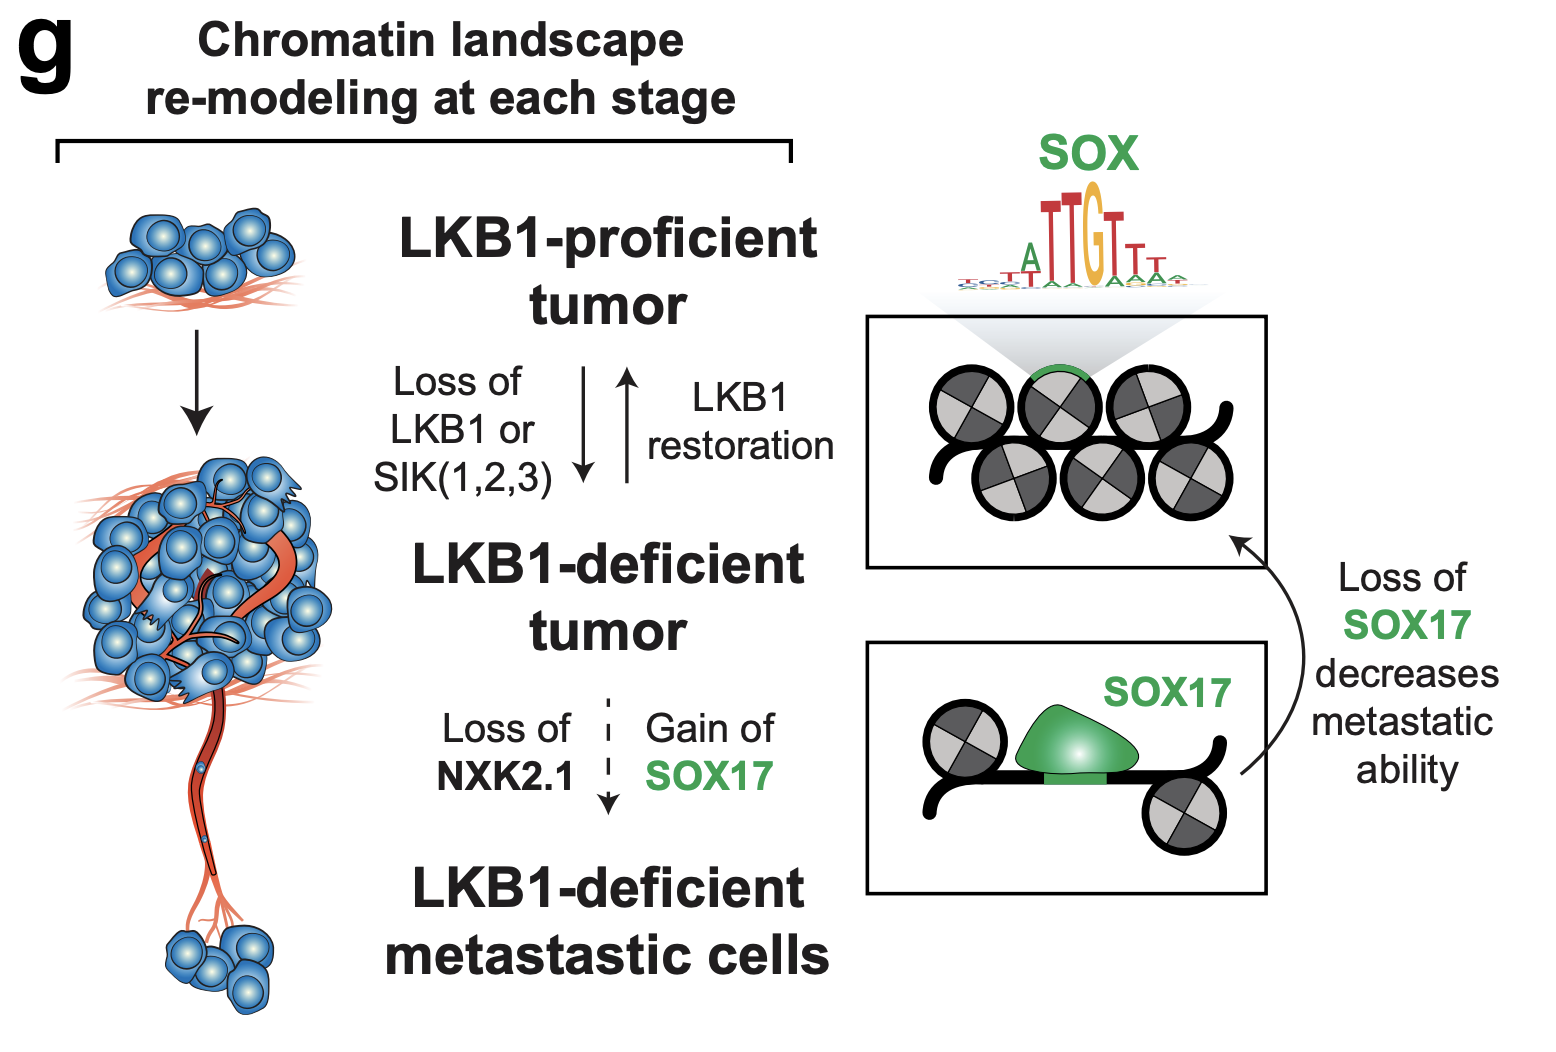 g
Chromatin landscape
re-modeling at each stage
LKB1-proficient
tumor
Loss of
LKB1 or
SIK(1,2,3)
LKB1
restoration
LKB1-deficient
tumor
Loss of
NXK2.1
Gain of
SOX17
LKB1-deficient
metastastic cells
SOX
ATTGTTT
SOX17
Loss of
SOX17
decreases
metastatic
ability